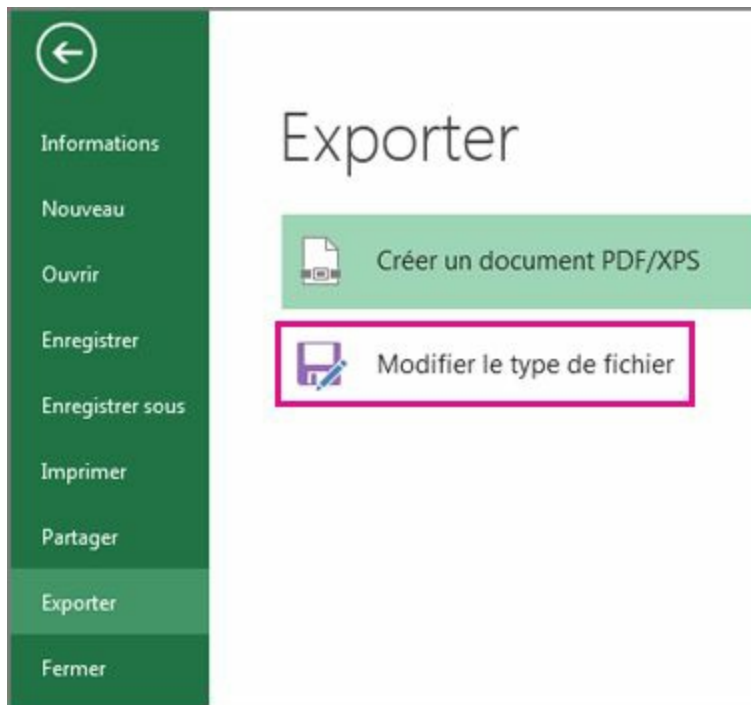 Informations
Nouveau
Ouvrir
Enregistrer
Enregistrer sous
Imprimer
Partager
Exporter
Fermer
Exporter
Créer un document PDF/XPS
Modifier le type de fichier